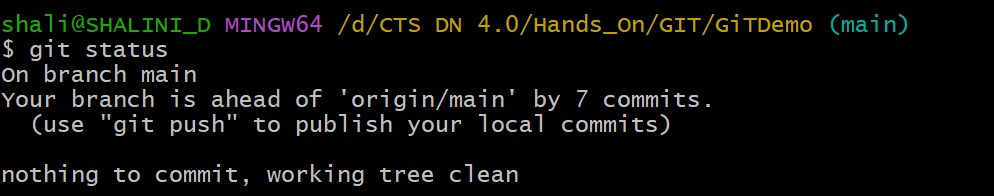 shali@SHALINI_D MINGW64 /d/CTS DN 4.0/Hands_On/GIT/GiTDemo (main)
$ git status
On branch main
Your branch is ahead of 'origin/main' by 7 commits.
  (use "git push" to publish your local commits)

nothing to commit, working tree clean